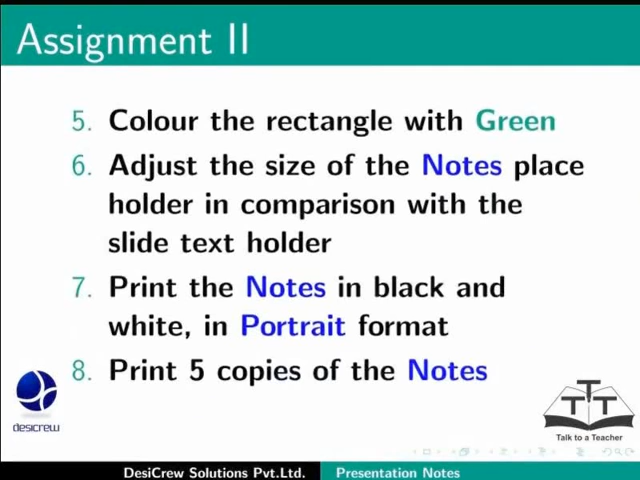 Assignment II
5. Colour the rectangle with Green
6. Adjust the size of the Notes place
holder in comparison with the
slide text holder
7. Print the Notes in black and
white, in Portrait format
8. Print 5 copies of the Notes
desicrew
TTT
Talk to a Teacher
DesiCrew Solutions Pvt.Ltd. Presentation Notes